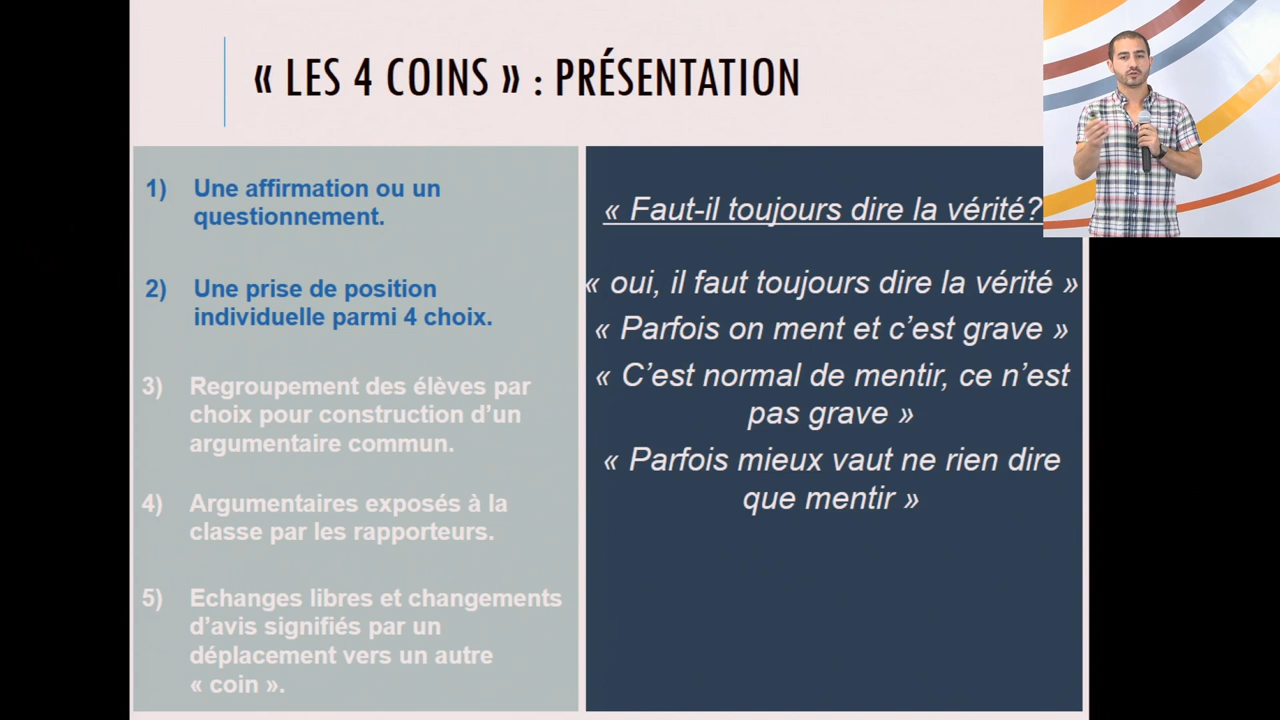 « LES 4 COINS » : PRÉSENTATION
1) Une affirmation ou un
questionnement.
2) Une prise de position
individuelle parmi 4 choix.
3) Regroupement des élèves par
choix pour construction d’un
argumentaire commun.
4) Argumentaires exposés à la
classe par les rapporteurs.
5) Echanges libres et changements
d’avis signifiés par un
déplacement vers un autre
« coin ».
« Faut-il toujours dire la vérité?
« oui, il faut toujours dire la vérité »
« Parfois on ment et c’est grave »
« C’est normal de mentir, ce n’est
pas grave »
« Parfois mieux vaut ne rien dire
que mentir »